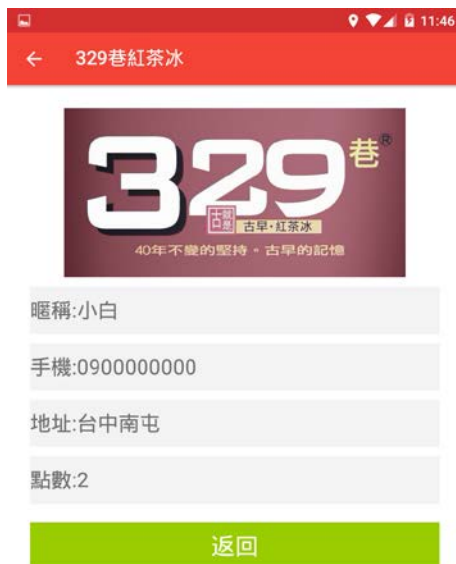 11:46
329巷紅茶冰
329巷®
古早·紅茶冰
40年不變的堅持。古早的記憶
暱稱:小白
手機:0900000000
地址:台中南屯
點數:2
返回